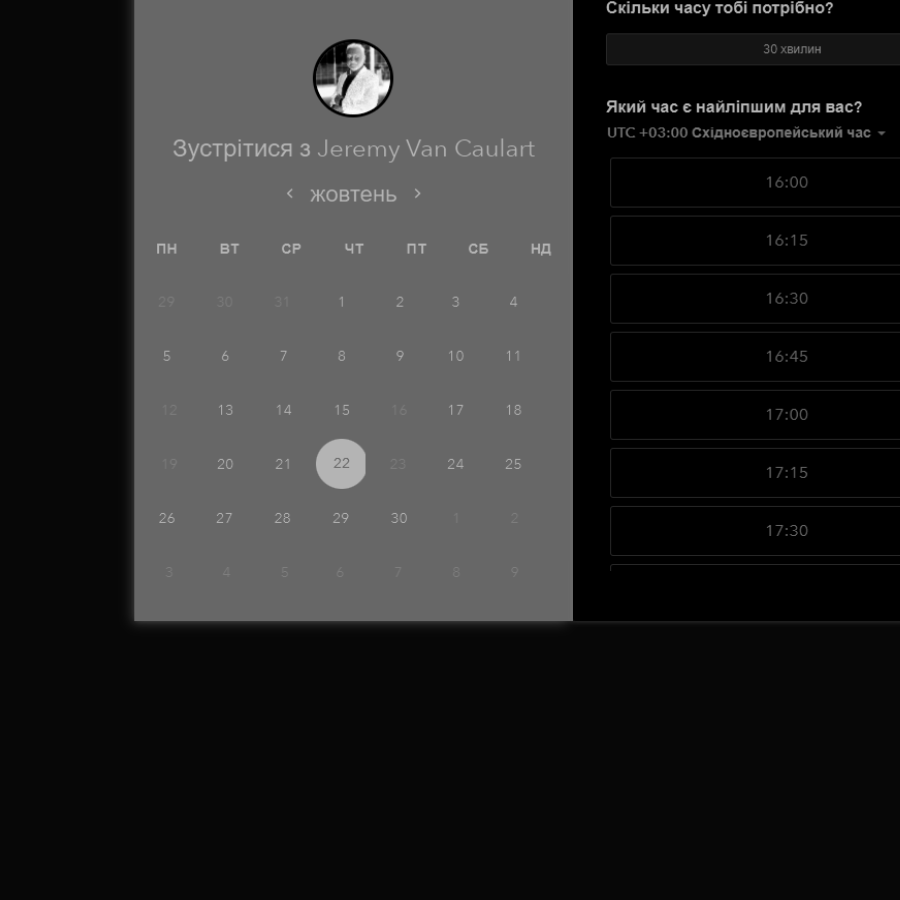 Зустрітися з Jeremy Van Caulart
жовтень
ПН ВТ СР ЧТ ПТ СБ НД
29 30 31 1 2 3 4
5 6 7 8 9 10 11
12 13 14 15 16 17 18
19 20 21 22 23 24 25
26 27 28 29 30 1 2
3 4 5 6 7 8 9
Скільки часу тобі потрібно?
30 хвилин
Який час є найліпшим для вас?
UTC +03:00 Східноєвропейський час
16:00
16:15
16:30
16:45
17:00
17:15
17:30